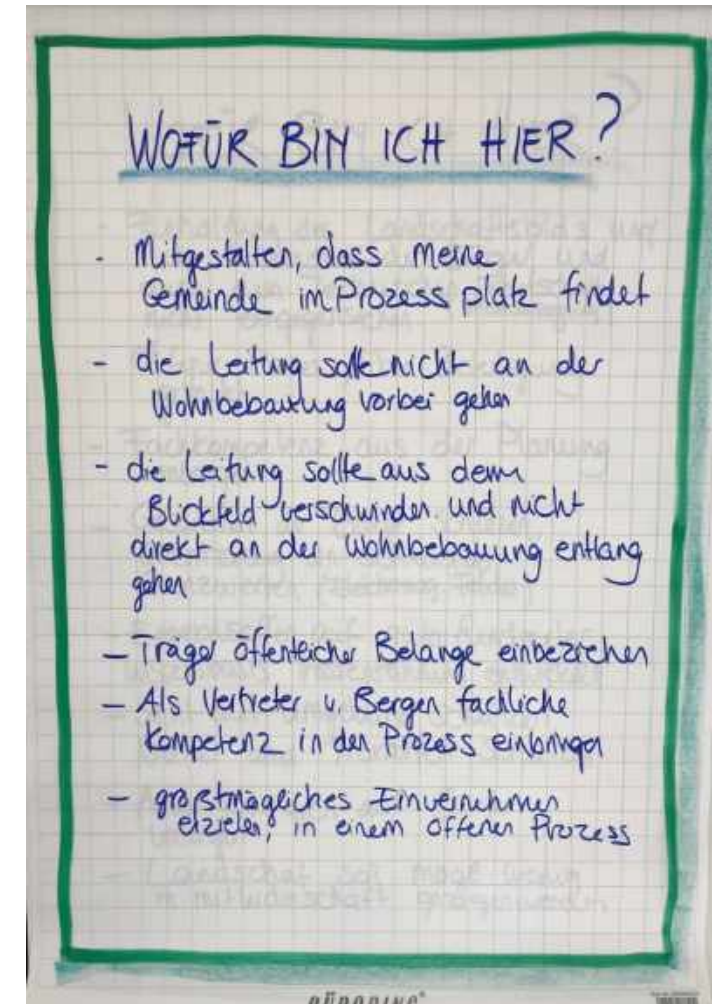 WOFÜR BIN ICH HIER?
- Mitgestalten, dass meine
Gemeinde im Prozess platz findet
- die Leitung sollte nicht an der
Wohnbebauung vorbei gehen
- die Leitung sollte aus dem
Blickfeld verschwinden und nicht
direkt an der Wohnbebauung entlang
gehen
- Träger öffentlicher Belange einbeziehen
- Als Vertreter v. Bergen fachliche
Kompetenz in den Prozess einbringen
- größtmögliches Einvernehmen
erzielen, in einem offenen Prozess